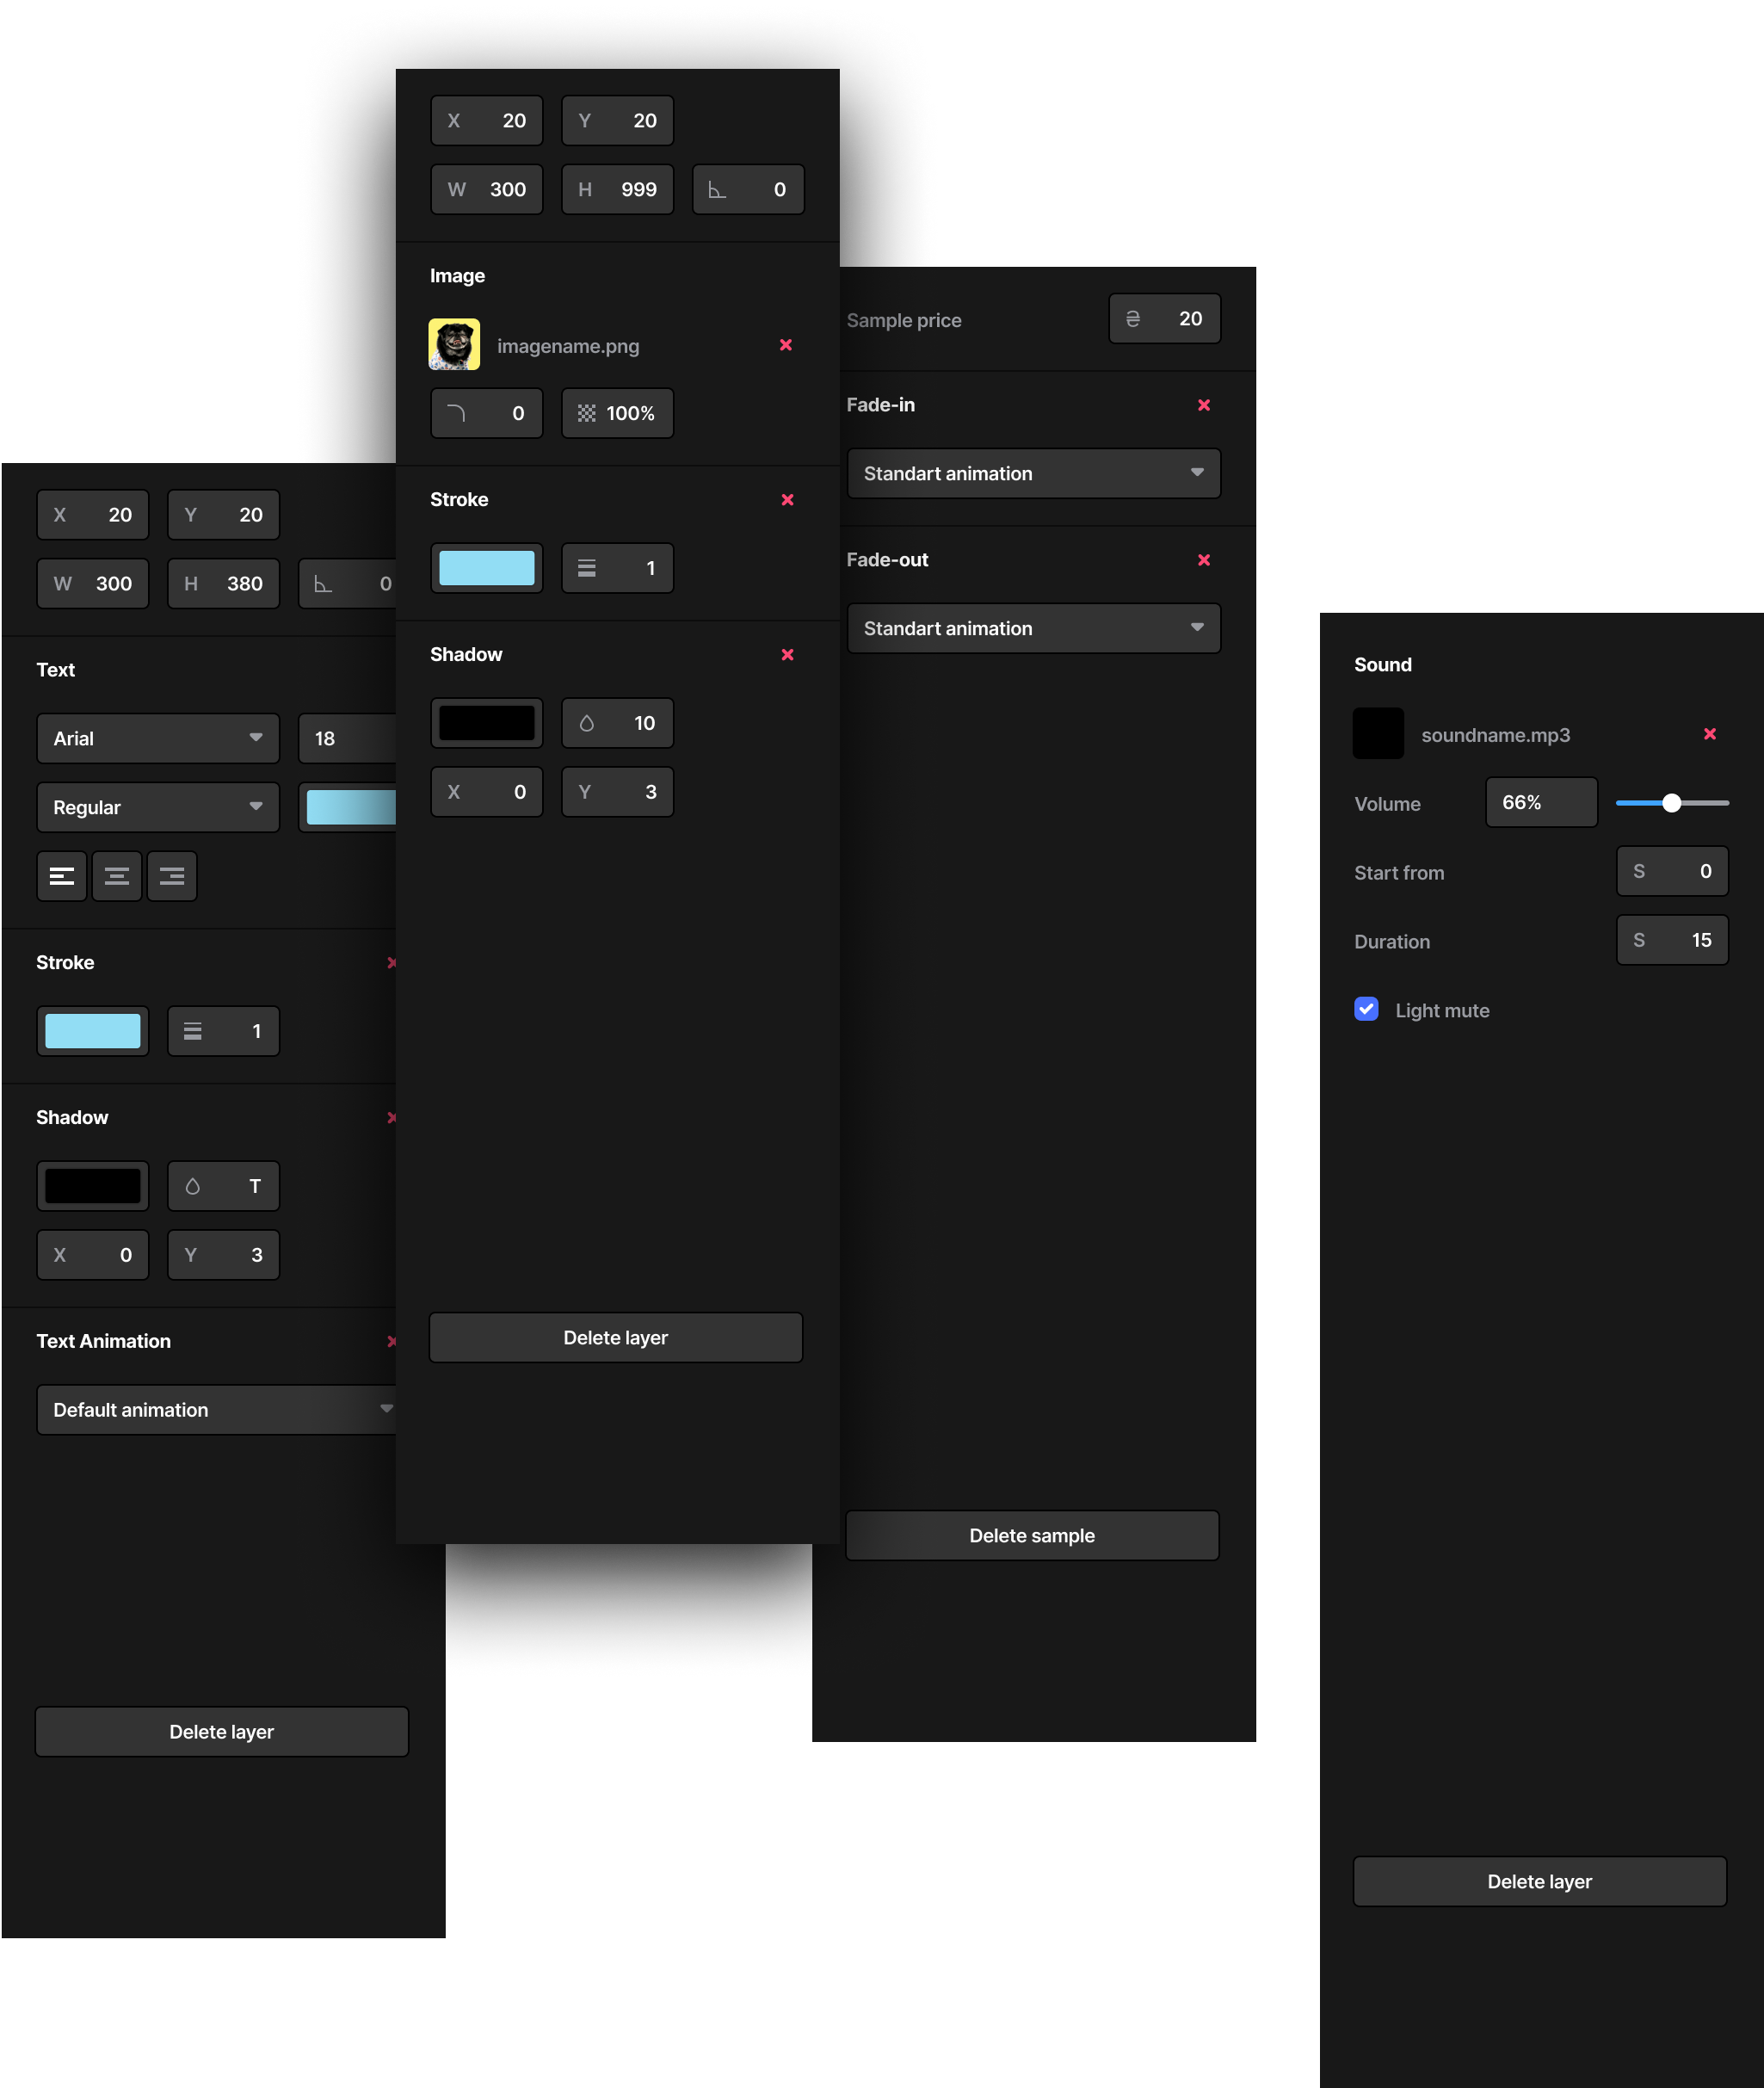 X 20 Y 20
W 300 H 380 0
Text
Arial 18
Regular
Stroke
1
Shadow
T
X 0 Y 3
Text Animation
Default animation
Delete layer
X 20 Y 20
W 300 H 999 0
Image
imagename.png
0 100%
Stroke
1
Shadow
10
X 0 Y 3
Delete layer
Sample price ₴ 20
Fade-in
Standart animation
Fade-out
Standart animation
Delete sample
Sound
soundname.mp3
Volume 66%
Start from S 0
Duration S 15
Light mute
Delete layer